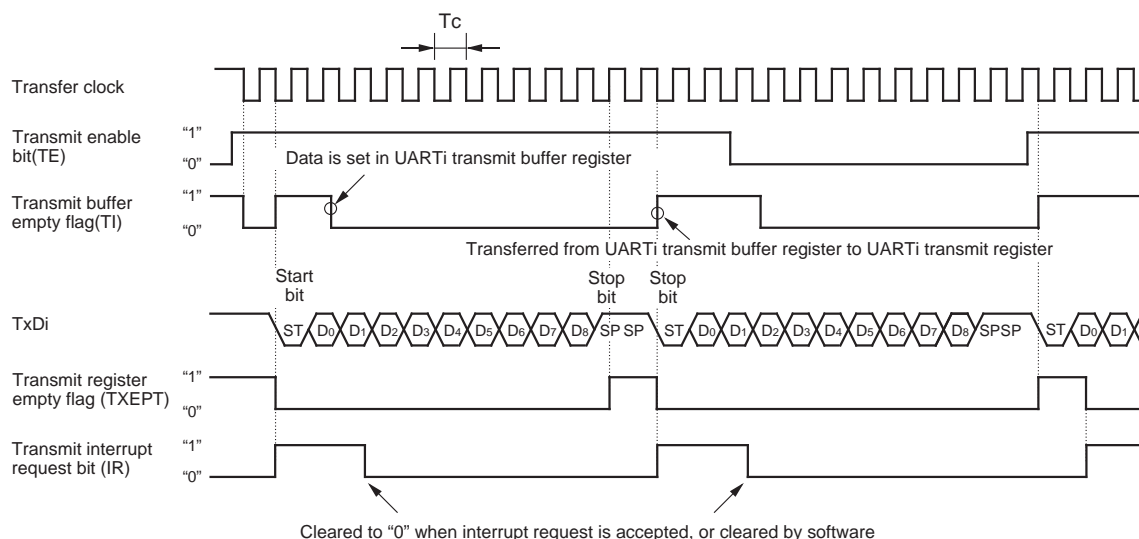 Tc
Transfer clock
Transmit enable
bit(TE)
“1”
“0”
Data is set in UARTi transmit buffer register
Transmit buffer
empty flag(TI)
“1”
“0”
Transferred from UARTi transmit buffer register to UARTi transmit register
Start
bit
Stop
bit
Stop
bit
TxDi
ST D0 D1 D2 D3 D4 D5 D6 D7 D8 SP SP ST D0 D1 D2 D3 D4 D5 D6 D7 D8 SPSP ST D0 D1
Transmit register
empty flag (TXEPT)
“1”
“0”
Transmit interrupt
request bit (IR)
“1”
“0”
Cleared to “0” when interrupt request is accepted, or cleared by software